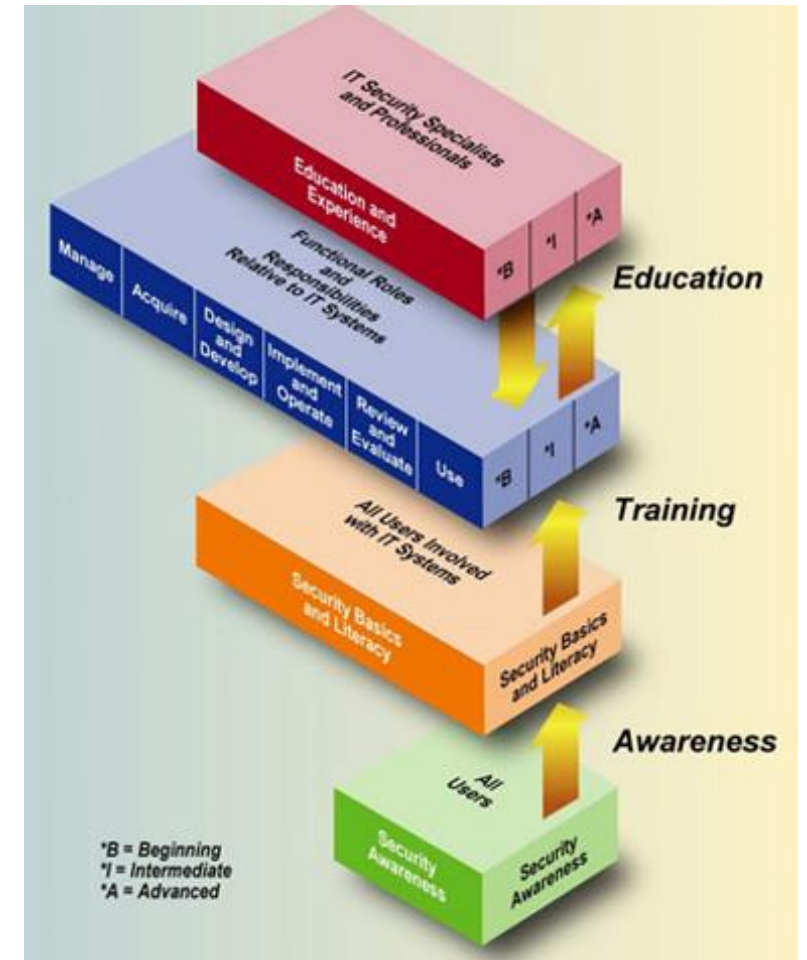 IT Security Specialists
and Professionals
Education and
Experience
*B
*I
*A
Education
Functional Roles
and
Responsibilities
Relative to IT Systems
Manage
Acquire
Design
and
Develop
Implement
and
Operate
Review
and
Evaluate
Use
*B
*I
*A
Training
All Users Involved
with IT Systems
Security Basics
and Literacy
Security Basics
and Literacy
Awareness
All
Users
Security
Awareness
Security
Awareness
*B = Beginning
*I = Intermediate
*A = Advanced